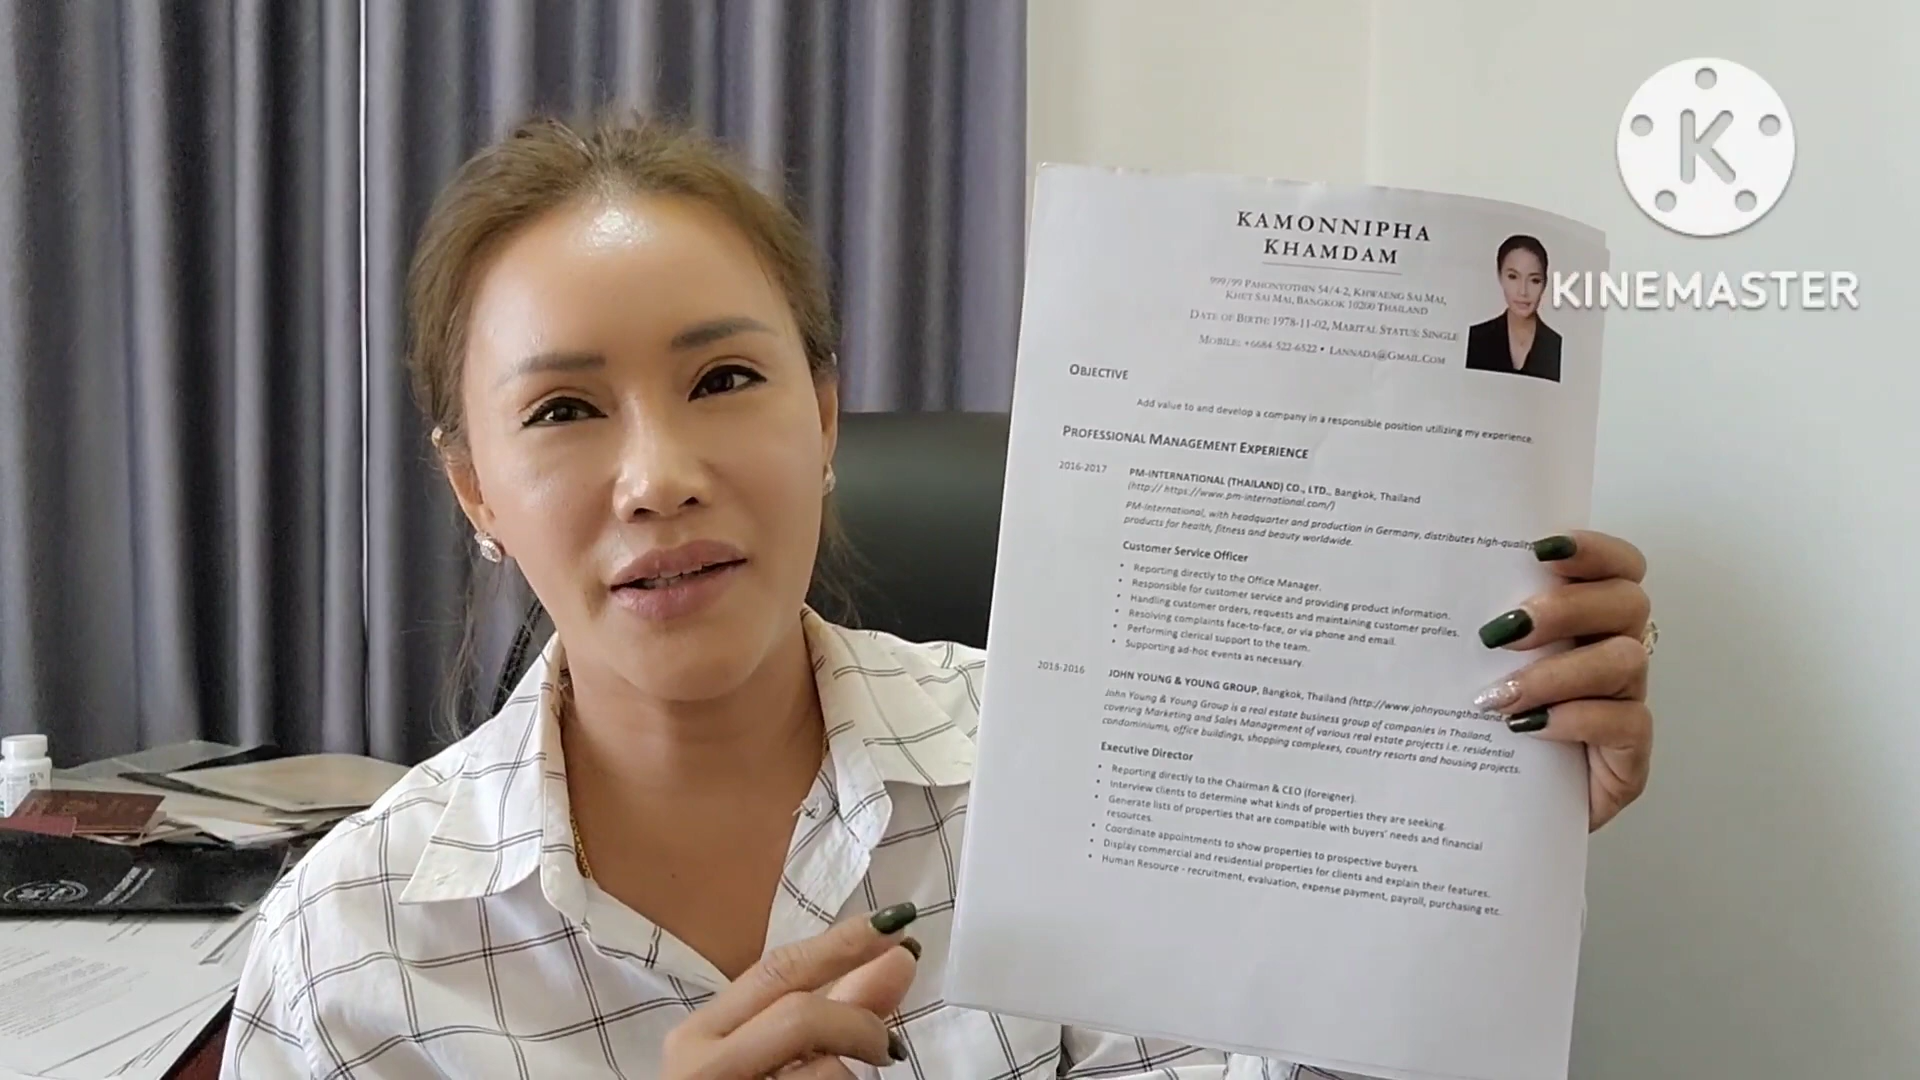 K
KINEMASTER
KAMONNIPHA
KHAMDAM
999/99 PAHONYOTHIN 54/4-2, KHWAENG SAI MAI,
KHET SAI MAI, BANGKOK 10200 THAILAND
DATE OF BIRTH: 1978-11-02, MARITAL STATUS: SINGLE
MOBILE: +6684-522-6522 • LANNADA@GMAIL.COM
OBJECTIVE
Add value to and develop a company in a responsible position utilizing my experience.
PROFESSIONAL MANAGEMENT EXPERIENCE
2016-2017 PM-INTERNATIONAL (THAILAND) CO., LTD., Bangkok, Thailand
(http:// https://www.pm-international.com/)
PM-International, with headquarter and production in Germany, distributes high-quality
products for health, fitness and beauty worldwide.
Customer Service Officer
• Reporting directly to the Office Manager.
• Responsible for customer service and providing product information.
• Handling customer orders, requests and maintaining customer profiles.
• Resolving complaints face-to-face, or via phone and email.
• Performing clerical support to the team.
• Supporting ad-hoc events as necessary.
2013-2016 JOHN YOUNG & YOUNG GROUP, Bangkok, Thailand (http://www.johnyoungthailand
John Young & Young Group is a real estate business group of companies in Thailand,
covering Marketing and Sales Management of various real estate projects i.e. residential
condominiums, office buildings, shopping complexes, country resorts and housing projects.
Executive Director
• Reporting directly to the Chairman & CEO (foreigner).
• Interview clients to determine what kinds of properties they are seeking.
• Generate lists of properties that are compatible with buyers' needs and financial
resources.
• Coordinate appointments to show properties to prospective buyers.
• Display commercial and residential properties for clients and explain their features.
• Human Resource - recruitment, evaluation, expense payment, payroll, purchasing etc.